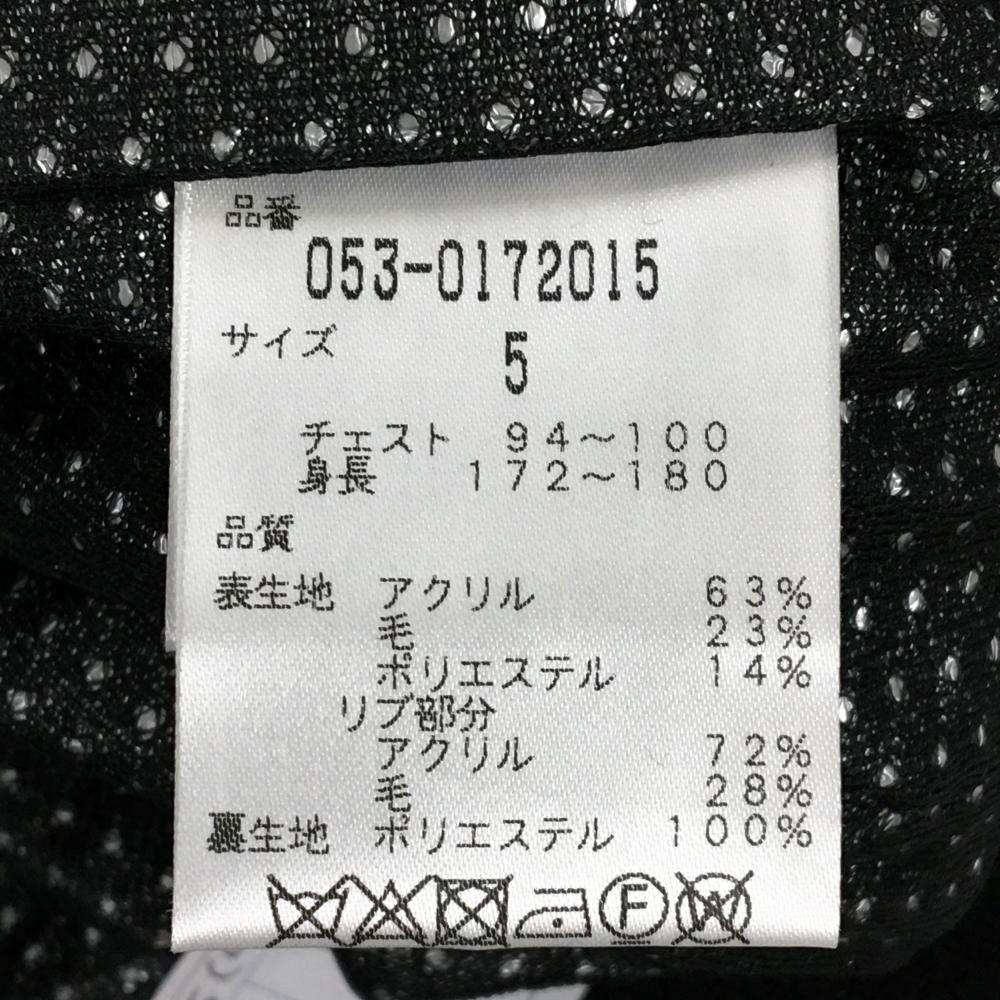 品番
053-0172015
サイズ 5
チェスト 94～100
身長 172～180
品質
表生地 アクリル 63%
毛 23%
ポリエステル 14%
リブ部分
アクリル 72%
毛 28%
裏生地 ポリエステル 100%
F W